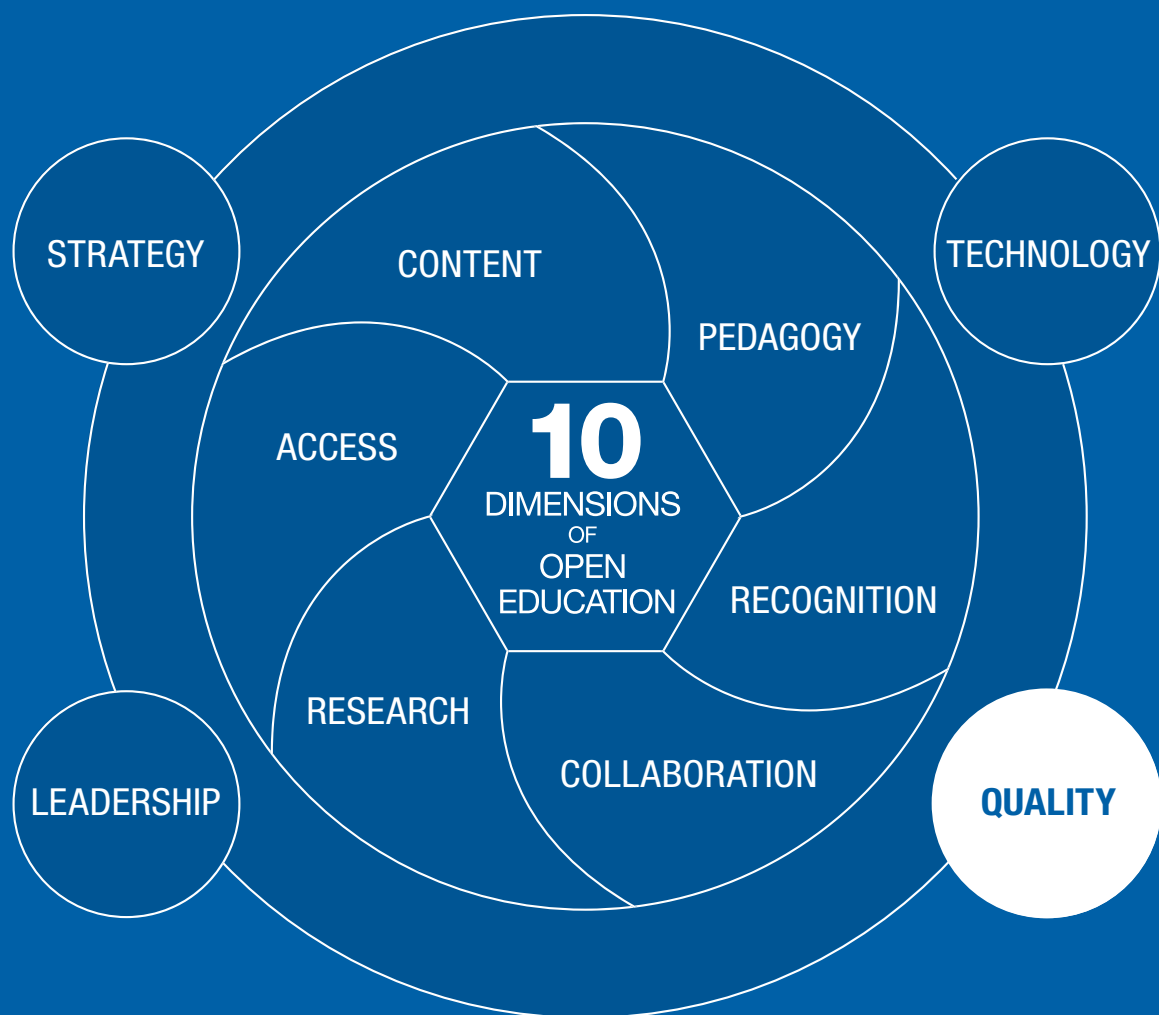 STRATEGY
TECHNOLOGY
CONTENT
PEDAGOGY
ACCESS
10
DIMENSIONS
OF
OPEN
EDUCATION
RECOGNITION
RESEARCH
COLLABORATION
LEADERSHIP
QUALITY